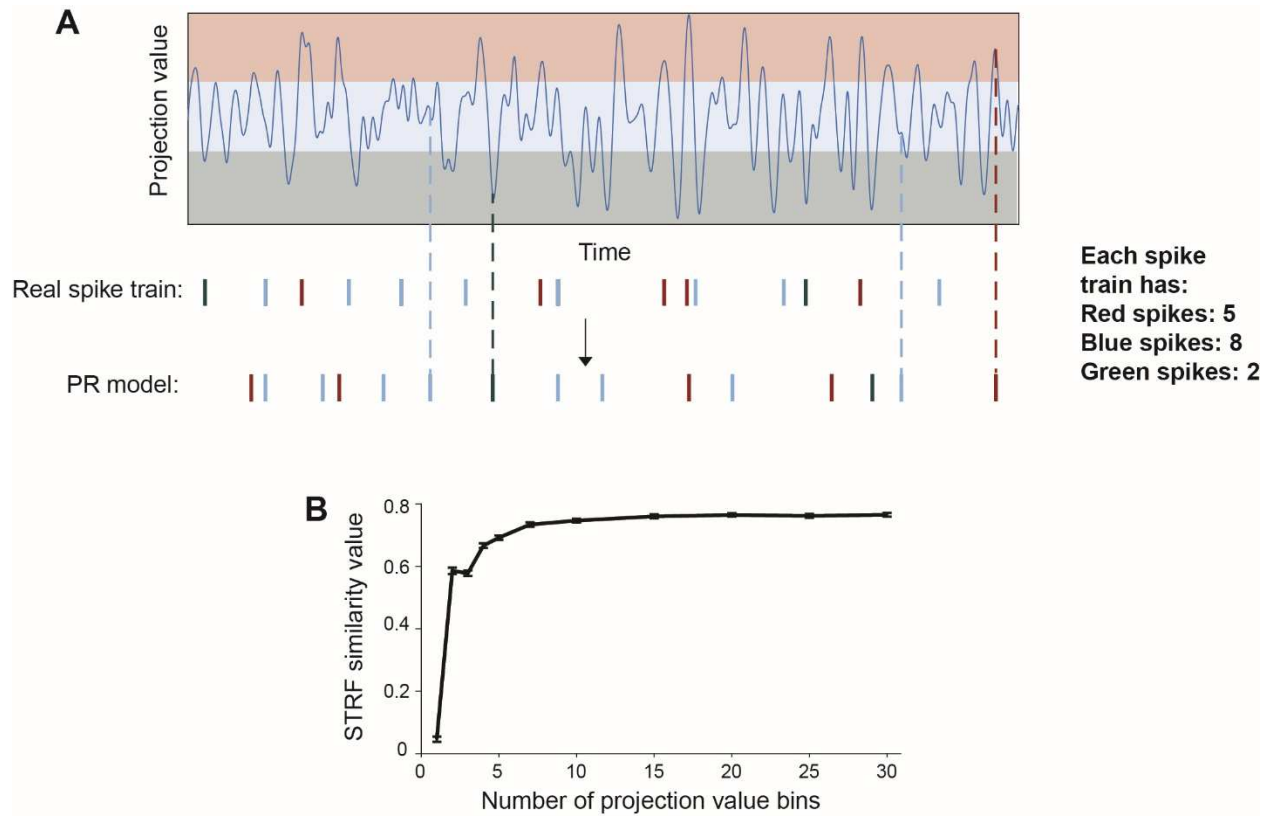 A
Projection value
Time
Real spike train:
PR model:
Each spike
train has:
Red spikes: 5
Blue spikes: 8
Green spikes: 2
B
STRF similarity value
0.8
0.6
0.4
0.2
0
0 5 10 15 20 25 30
Number of projection value bins